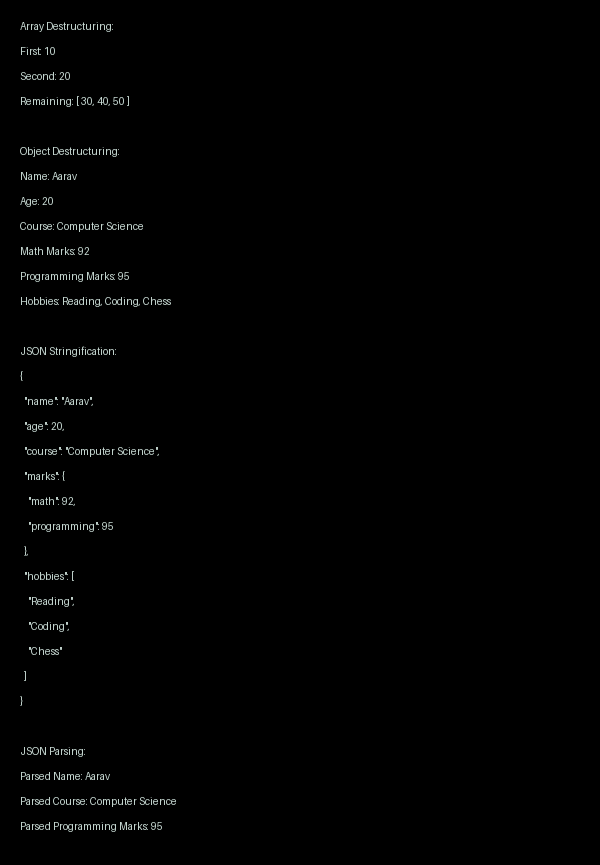 Array Destructuring:
First: 10
Second: 20
Remaining: [ 30, 40, 50 ]
Object Destructuring:
Name: Aarav
Age: 20
Course: Computer Science
Math Marks: 92
Programming Marks: 95
Hobbies: Reading, Coding, Chess
JSON Stringification:
{
  "name": "Aarav",
  "age": 20,
  "course": "Computer Science",
  "marks": {
    "math": 92,
    "programming": 95
  },
  "hobbies": [
    "Reading",
    "Coding",
    "Chess"
  ]
}
JSON Parsing:
Parsed Name: Aarav
Parsed Course: Computer Science
Parsed Programming Marks: 95